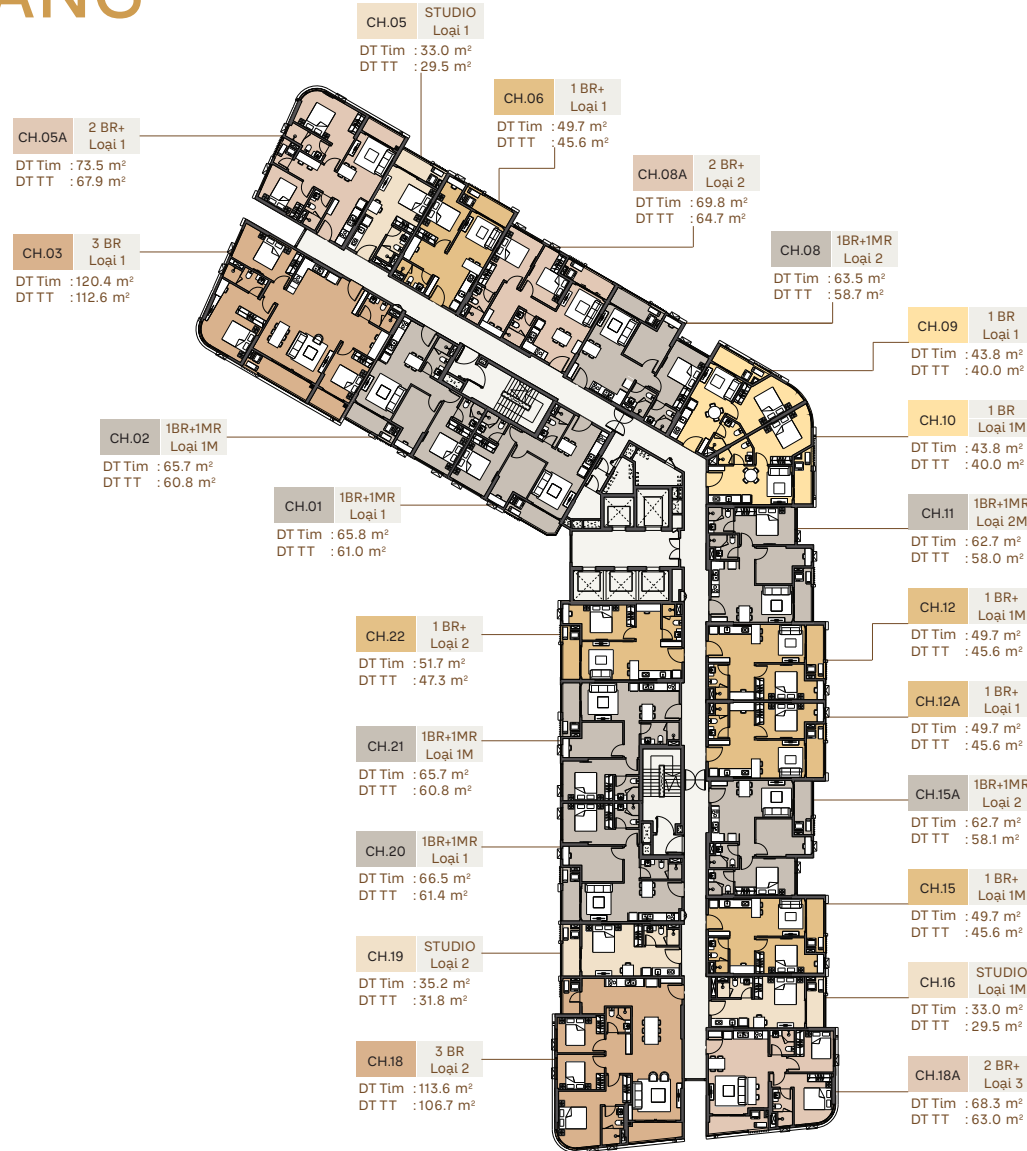 ANG
CH.05 STUDIO
Loại 1
DT Tim : 33.0 m²
DT TT : 29.5 m²
CH.06 1 BR+
Loại 1
DT Tim : 49.7 m²
DT TT : 45.6 m²
CH.05A 2 BR+
Loại 1
DT Tim : 73.5 m²
DT TT : 67.9 m²
CH.08A 2 BR+
Loại 2
DT Tim : 69.8 m²
DT TT : 64.7 m²
CH.03 3 BR
Loại 1
DT Tim : 120.4 m²
DT TT : 112.6 m²
CH.08 1BR+1MR
Loại 2
DT Tim : 63.5 m²
DT TT : 58.7 m²
CH.09 1 BR
Loại 1
DT Tim : 43.8 m²
DT TT : 40.0 m²
CH.10 1 BR
Loại 1M
DT Tim : 43.8 m²
DT TT : 40.0 m²
CH.02 1BR+1MR
Loại 1M
DT Tim : 65.7 m²
DT TT : 60.8 m²
CH.01 1BR+1MR
Loại 1
DT Tim : 65.8 m²
DT TT : 61.0 m²
CH.11 1BR+1MR
Loại 2M
DT Tim : 62.7 m²
DT TT : 58.0 m²
CH.12 1 BR+
Loại 1M
DT Tim : 49.7 m²
DT TT : 45.6 m²
CH.22 1 BR+
Loại 2
DT Tim : 51.7 m²
DT TT : 47.3 m²
CH.12A 1 BR+
Loại 1
DT Tim : 49.7 m²
DT TT : 45.6 m²
CH.21 1BR+1MR
Loại 1M
DT Tim : 65.7 m²
DT TT : 60.8 m²
CH.15A 1BR+1MR
Loại 2
DT Tim : 62.7 m²
DT TT : 58.1 m²
CH.20 1BR+1MR
Loại 1
DT Tim : 66.5 m²
DT TT : 61.4 m²
CH.15 1 BR+
Loại 1M
DT Tim : 49.7 m²
DT TT : 45.6 m²
CH.19 STUDIO
Loại 2
DT Tim : 35.2 m²
DT TT : 31.8 m²
CH.16 STUDIO
Loại 1M
DT Tim : 33.0 m²
DT TT : 29.5 m²
CH.18 3 BR
Loại 2
DT Tim : 113.6 m²
DT TT : 106.7 m²
CH.18A 2 BR+
Loại 3
DT Tim : 68.3 m²
DT TT : 63.0 m²